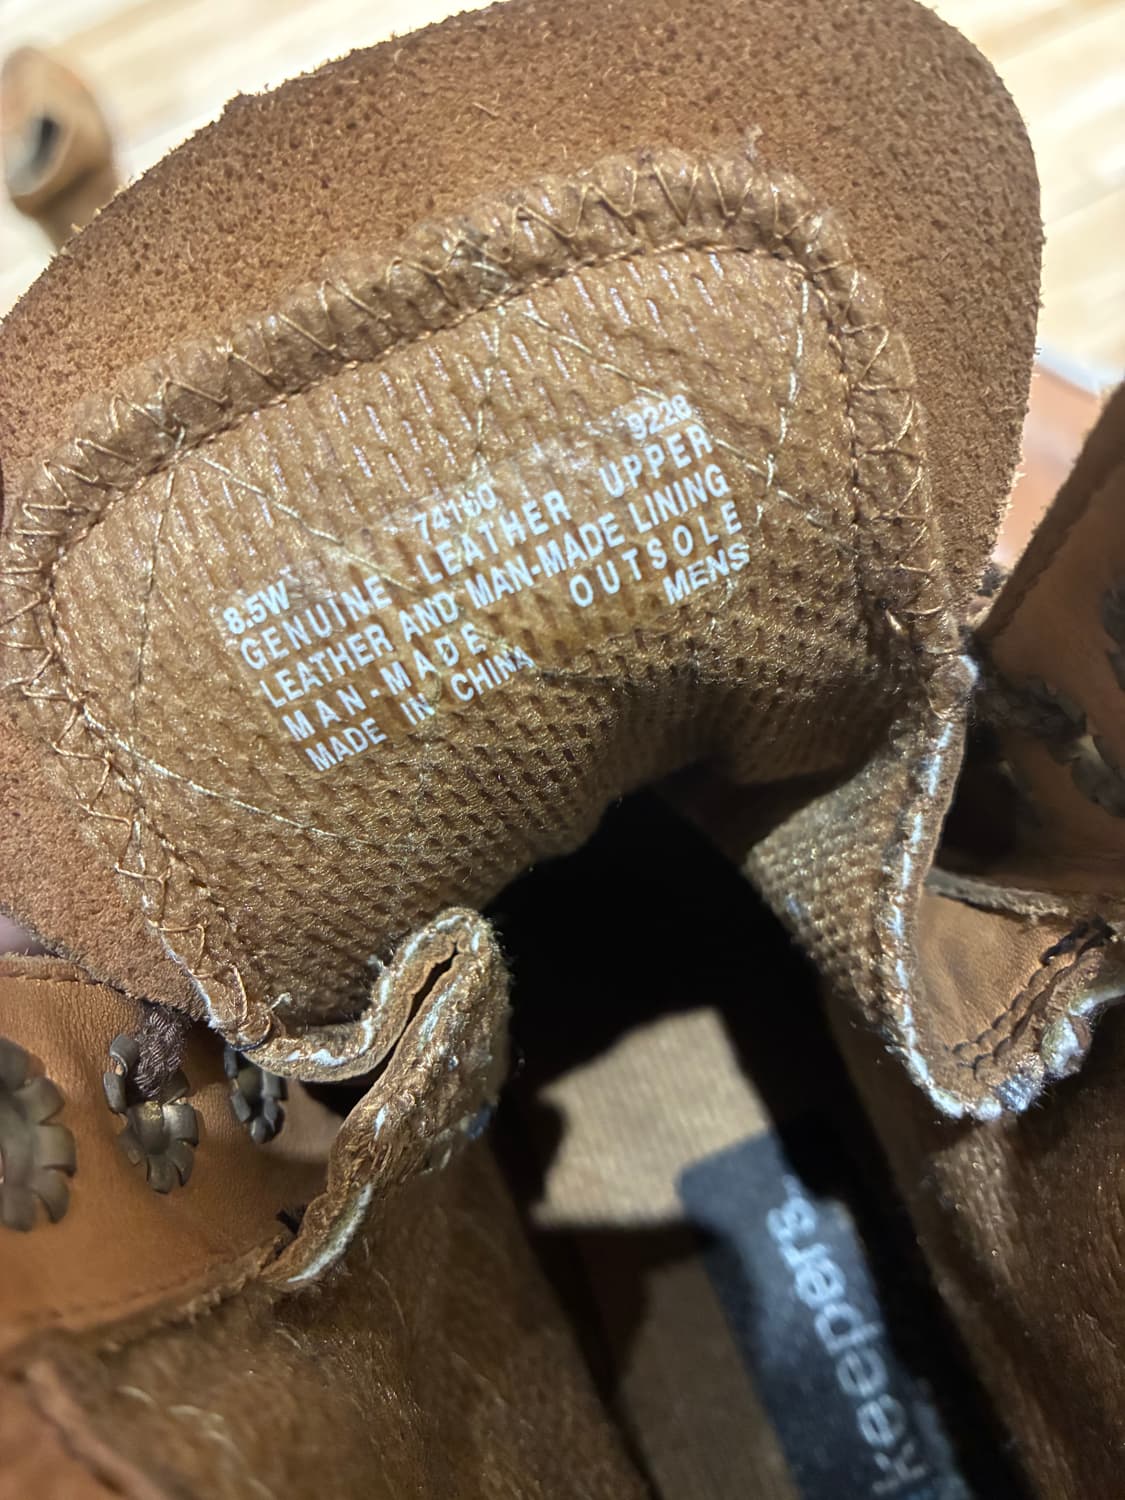 8.5W 74160 9228
GENUINE LEATHER UPPER
LEATHER AND MAN-MADE LINING
MAN-MADE OUTSOLE
MADE IN CHINA MENS
keepers